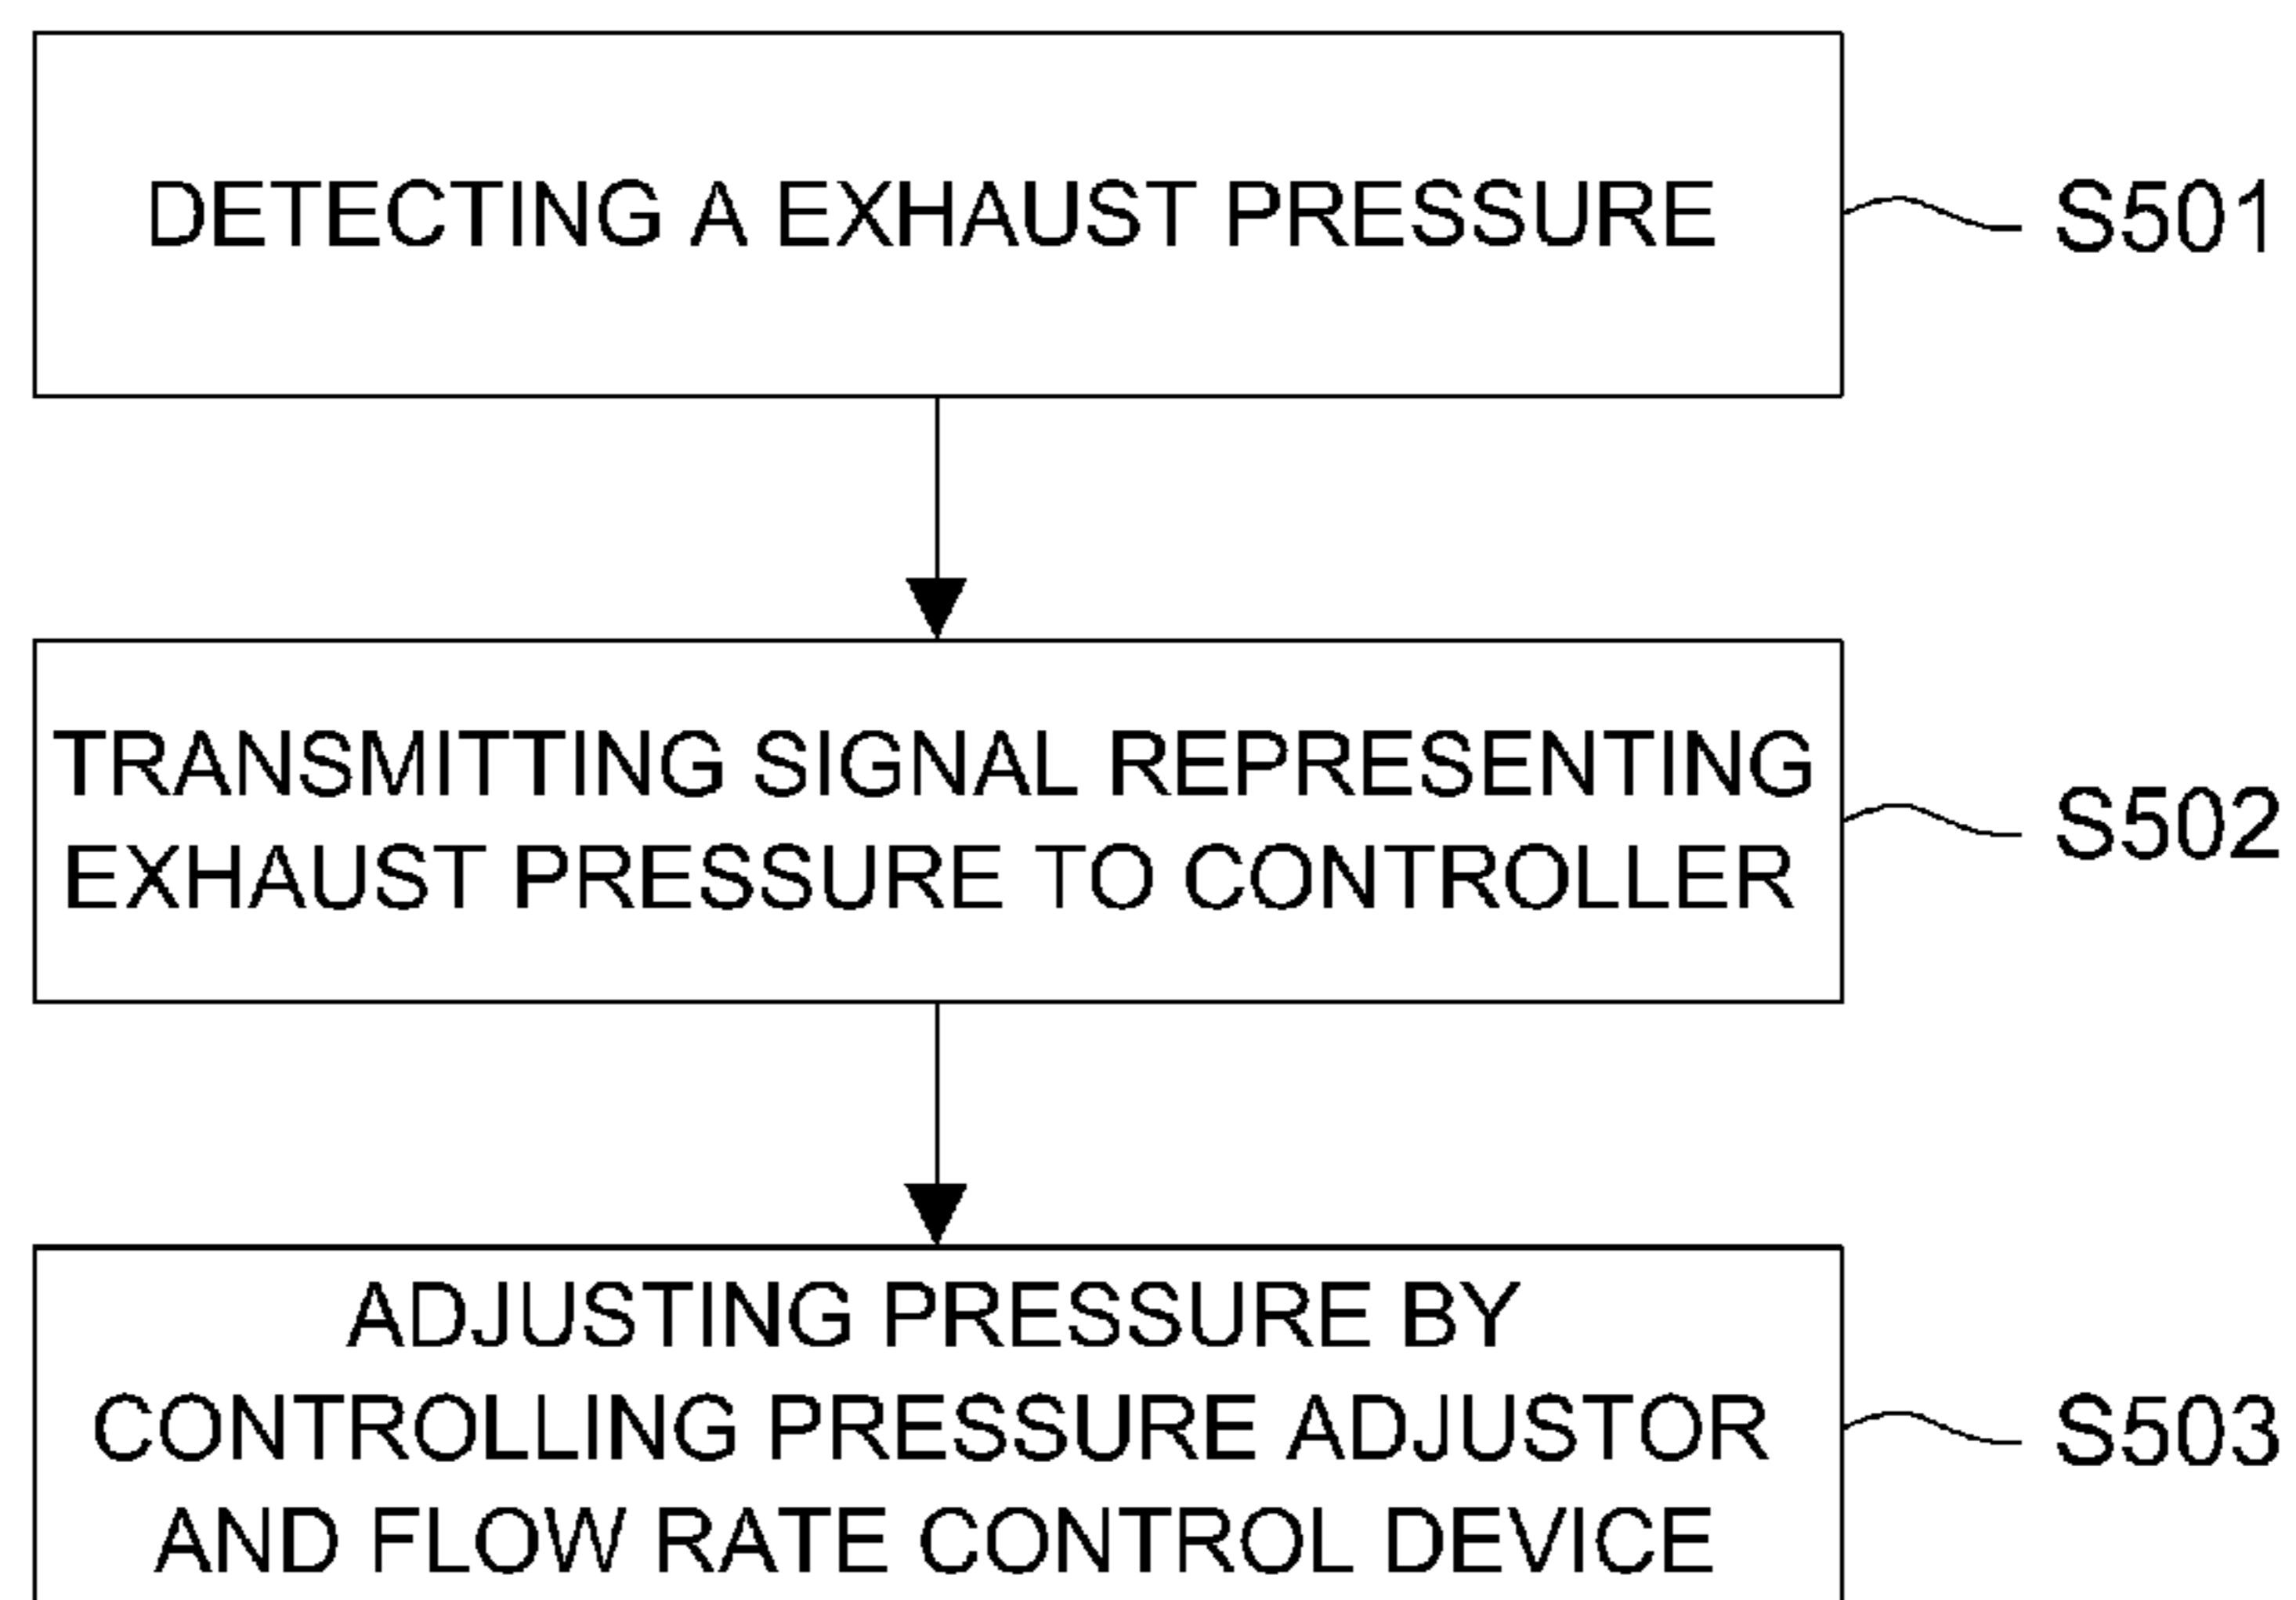 DETECTING A EXHAUST PRESSURE
S501
TRANSMITTING SIGNAL REPRESENTING
EXHAUST PRESSURE TO CONTROLLER
S502
ADJUSTING PRESSURE BY
CONTROLLING PRESSURE ADJUSTOR
AND FLOW RATE CONTROL DEVICE
S503